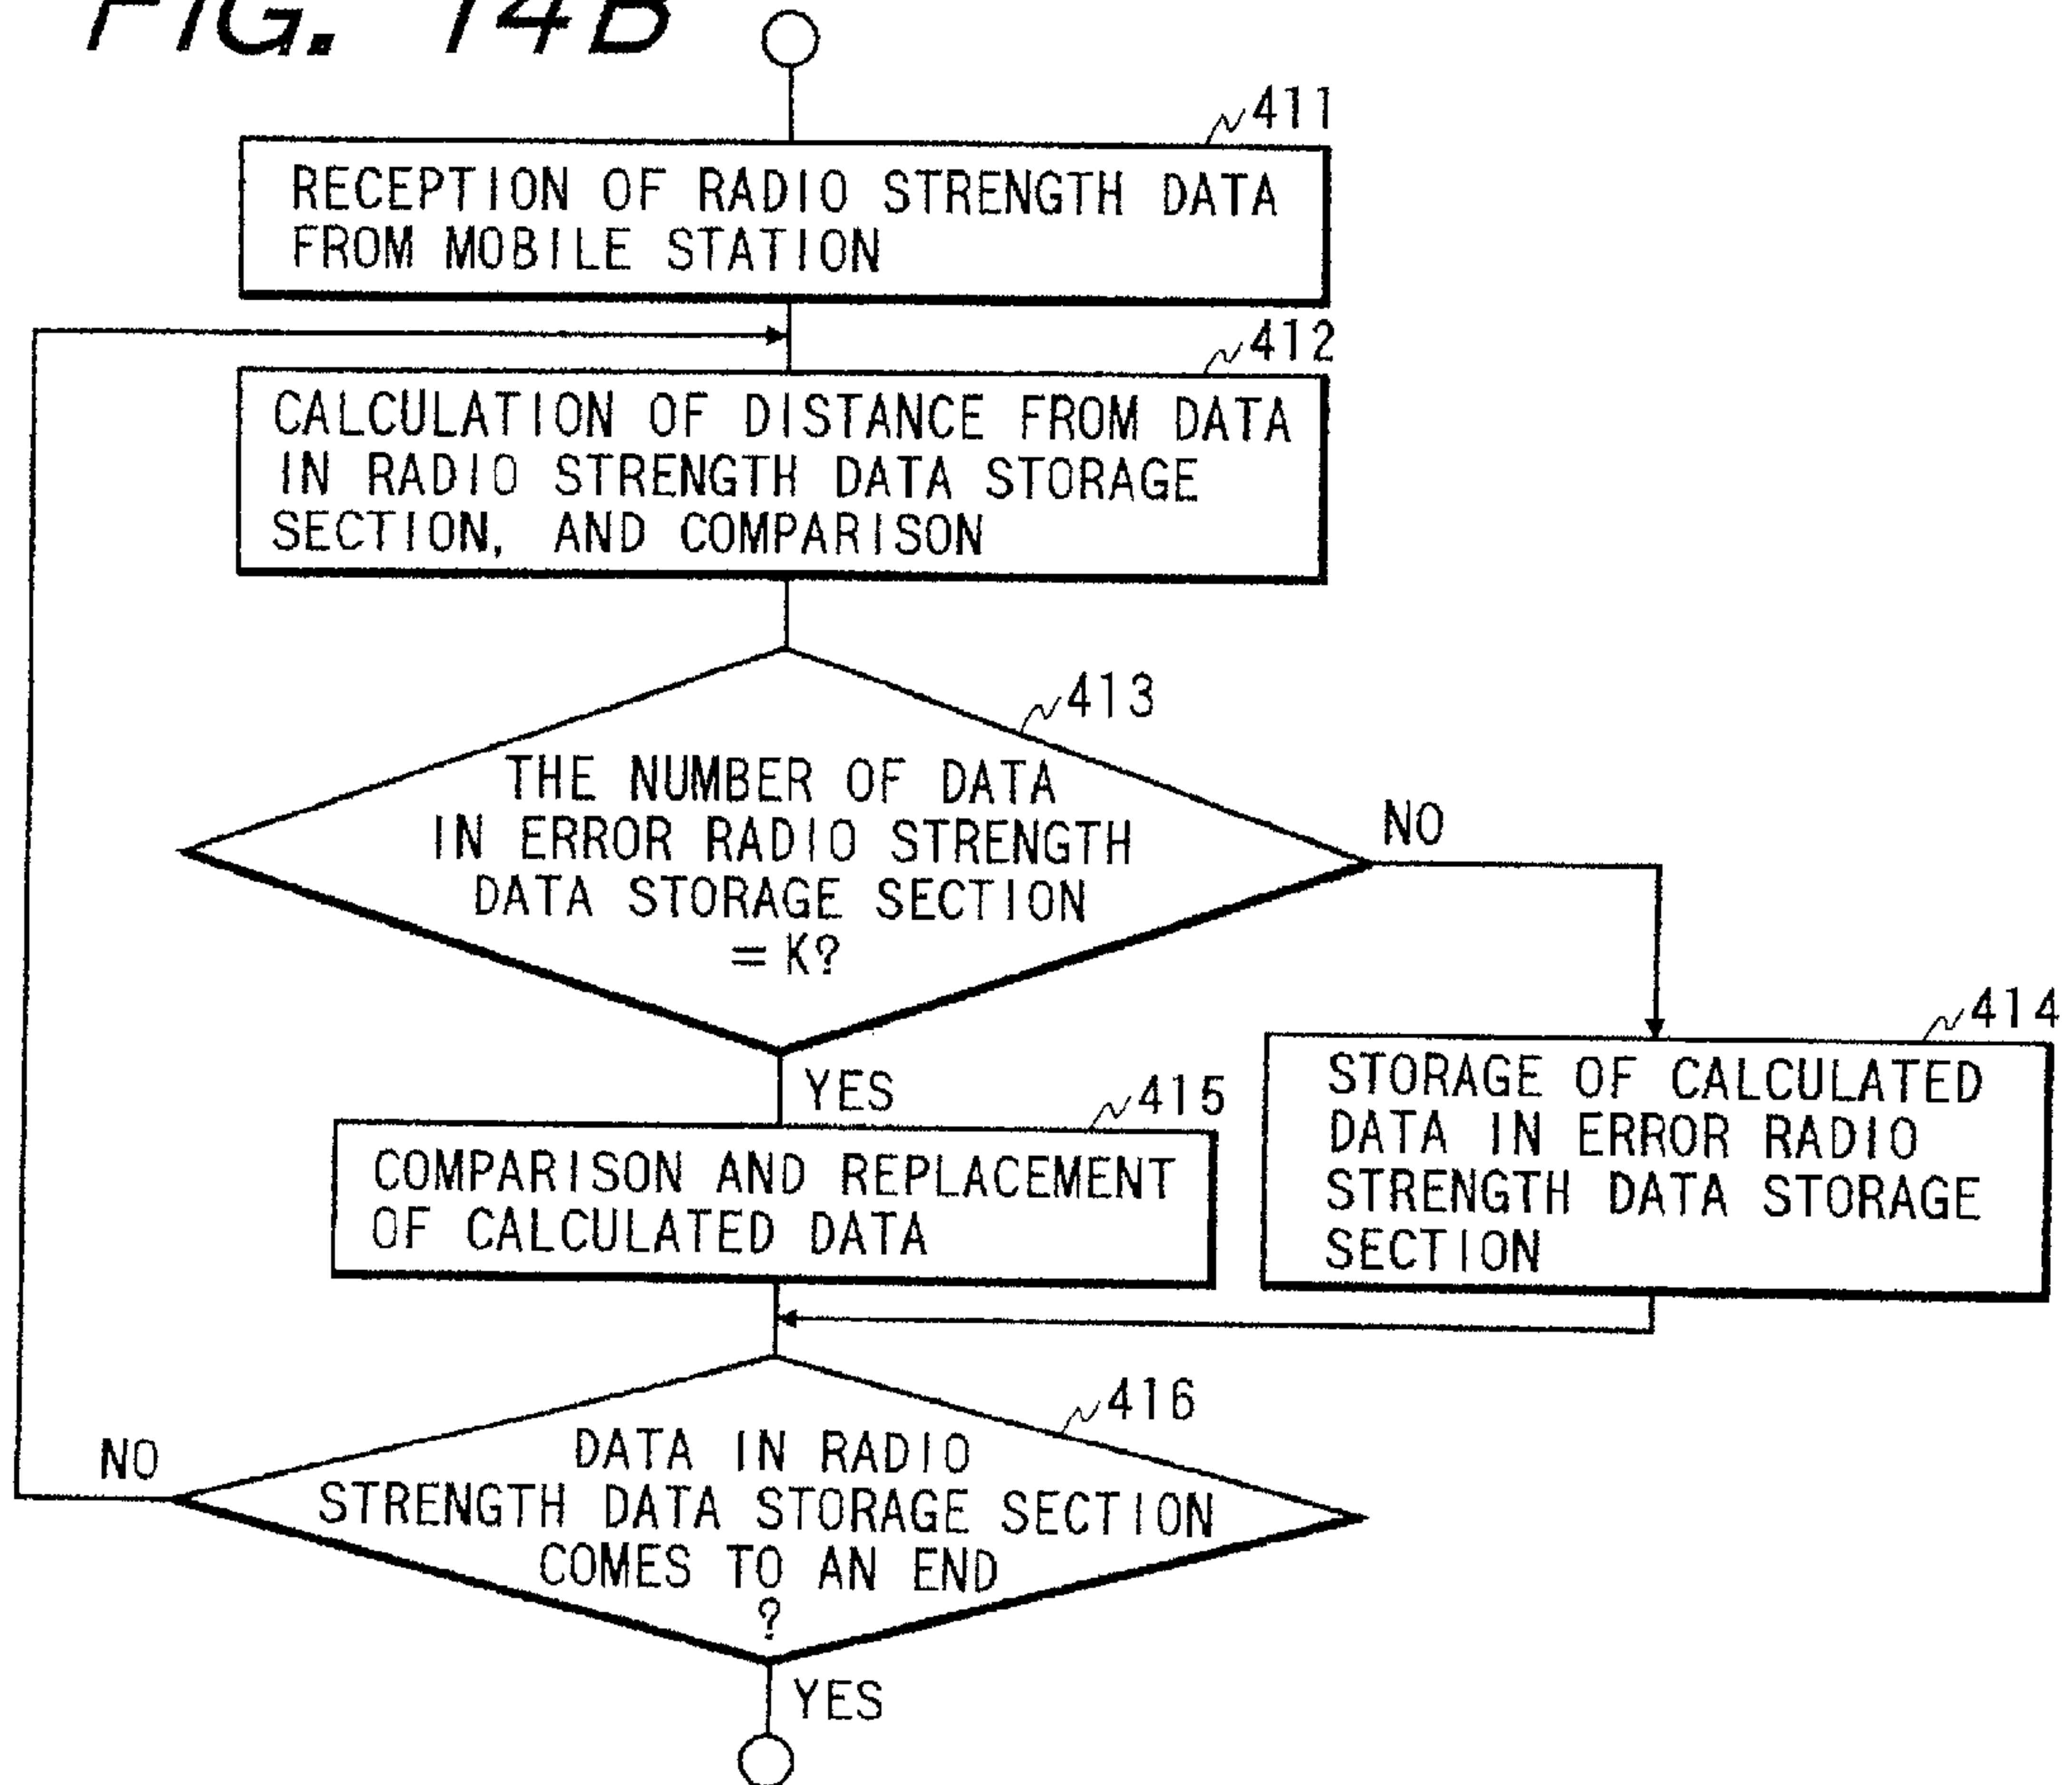 FIG. 14B
411
RECEPTION OF RADIO STRENGTH DATA
FROM MOBILE STATION
412
CALCULATION OF DISTANCE FROM DATA
IN RADIO STRENGTH DATA STORAGE
SECTION, AND COMPARISON
413
THE NUMBER OF DATA
IN ERROR RADIO STRENGTH
DATA STORAGE SECTION
= K?
NO
YES
414
STORAGE OF CALCULATED
DATA IN ERROR RADIO
STRENGTH DATA STORAGE
SECTION
415
COMPARISON AND REPLACEMENT
OF CALCULATED DATA
416
DATA IN RADIO
STRENGTH DATA STORAGE SECTION
COMES TO AN END
?
NO
YES